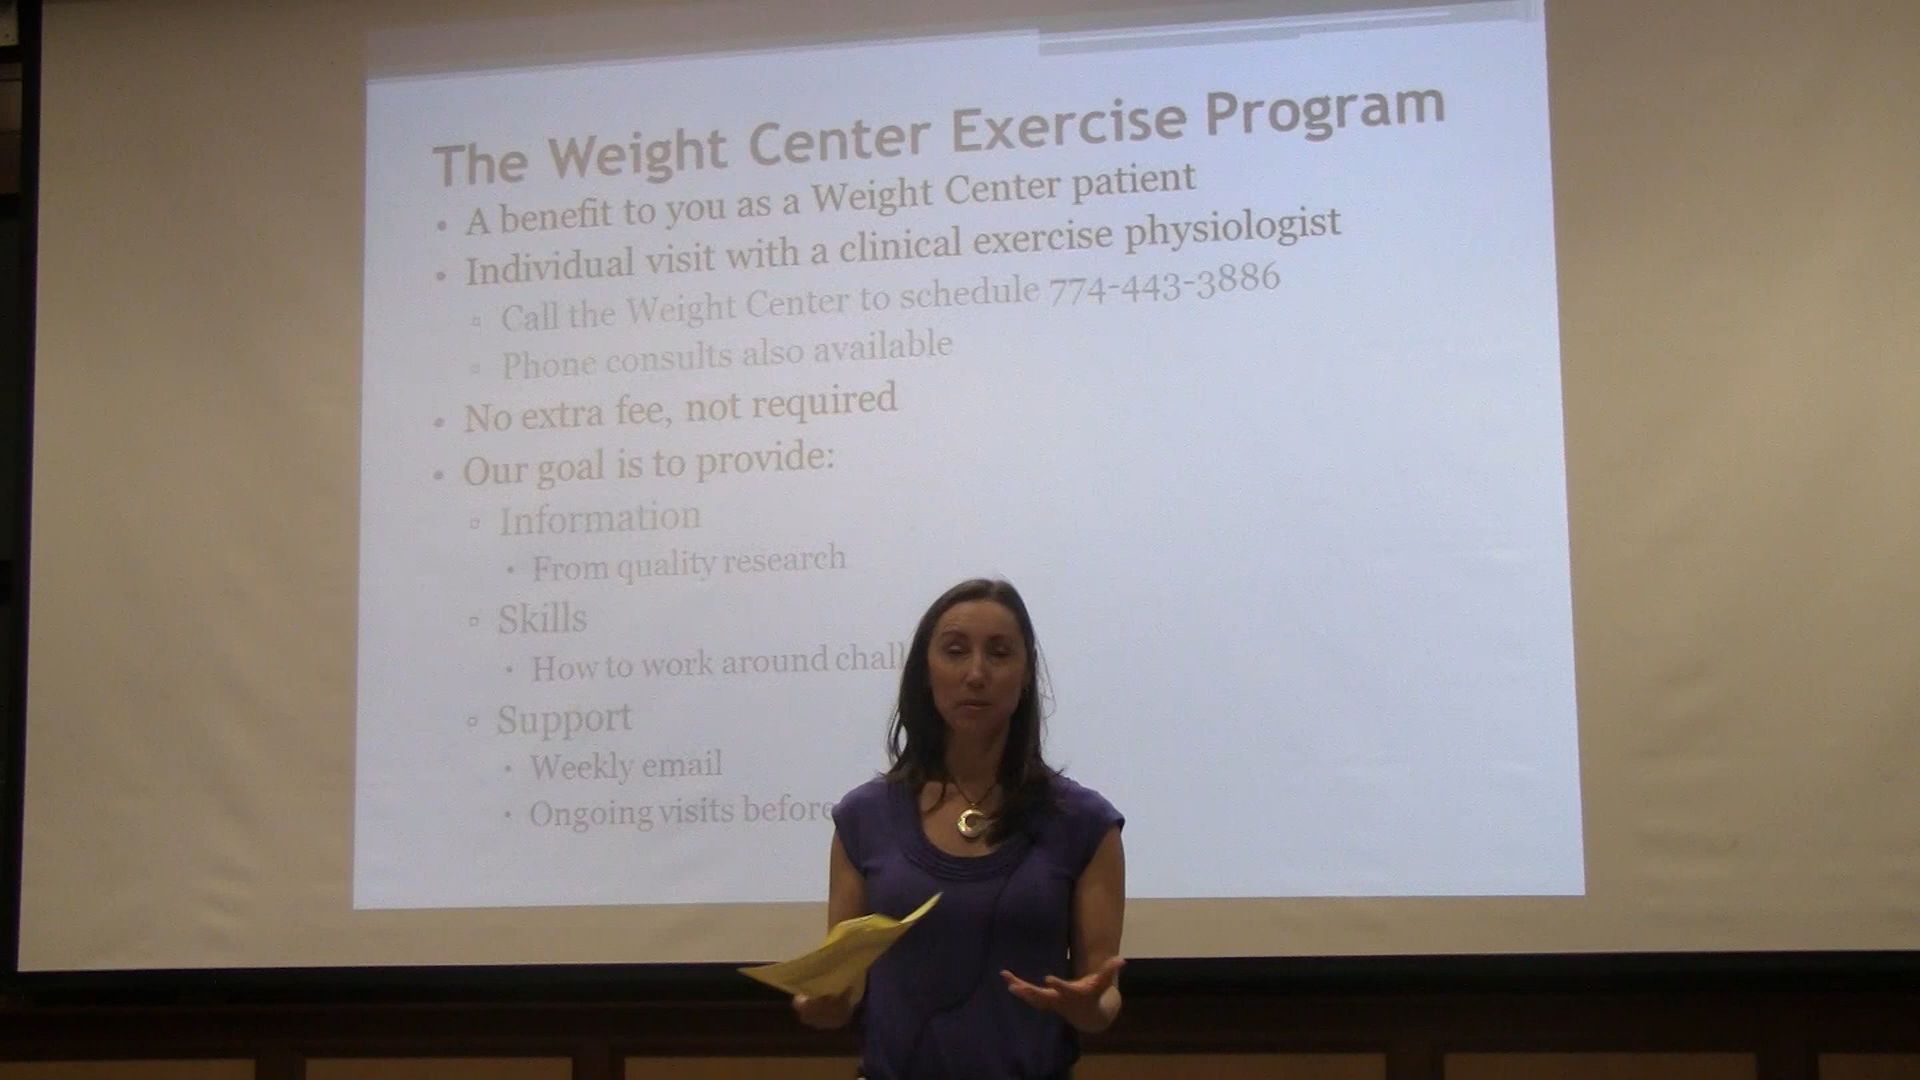 The Weight Center Exercise Program
• A benefit to you as a Weight Center patient
• Individual visit with a clinical exercise physiologist
▫ Call the Weight Center to schedule 774-443-3886
▫ Phone consults also available
• No extra fee, not required
• Our goal is to provide:
▫ Information
• From quality research
▫ Skills
• How to work around
▫ Support
• Weekly email
• Ongoing visits before